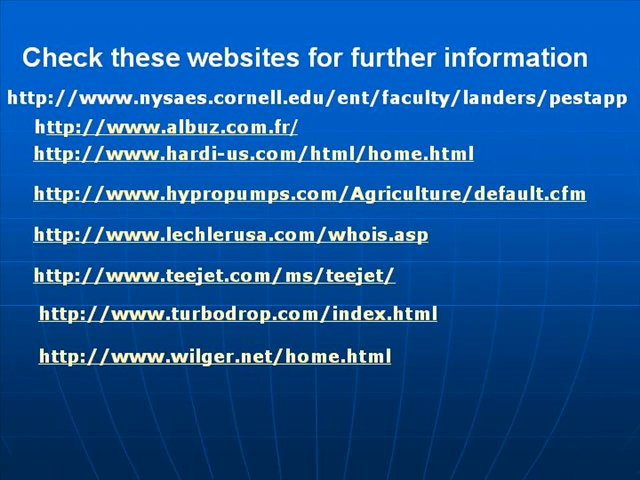 Check these websites for further information
http://www.nysaes.cornell.edu/ent/faculty/landers/pestapp
http://www.albuz.com.fr/
http://www.hardi-us.com/html/home.html
http://www.hypropumps.com/Agriculture/default.cfm
http://www.lechlerusa.com/whois.asp
http://www.teejet.com/ms/teejet/
http://www.turbodrop.com/index.html
http://www.wilger.net/home.html